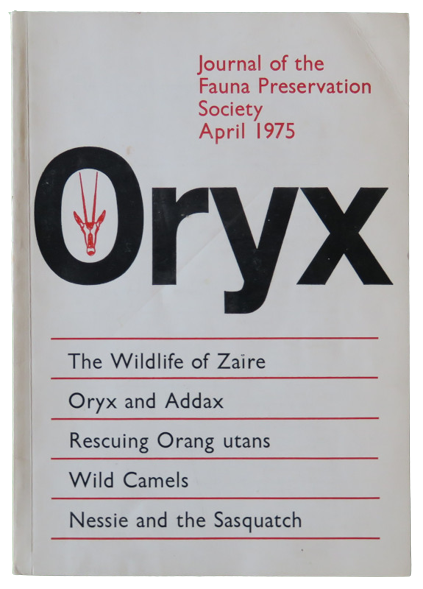 Journal of the
Fauna Preservation
Society
April 1975
Oryx
The Wildlife of Zaïre
Oryx and Addax
Rescuing Orang utans
Wild Camels
Nessie and the Sasquatch